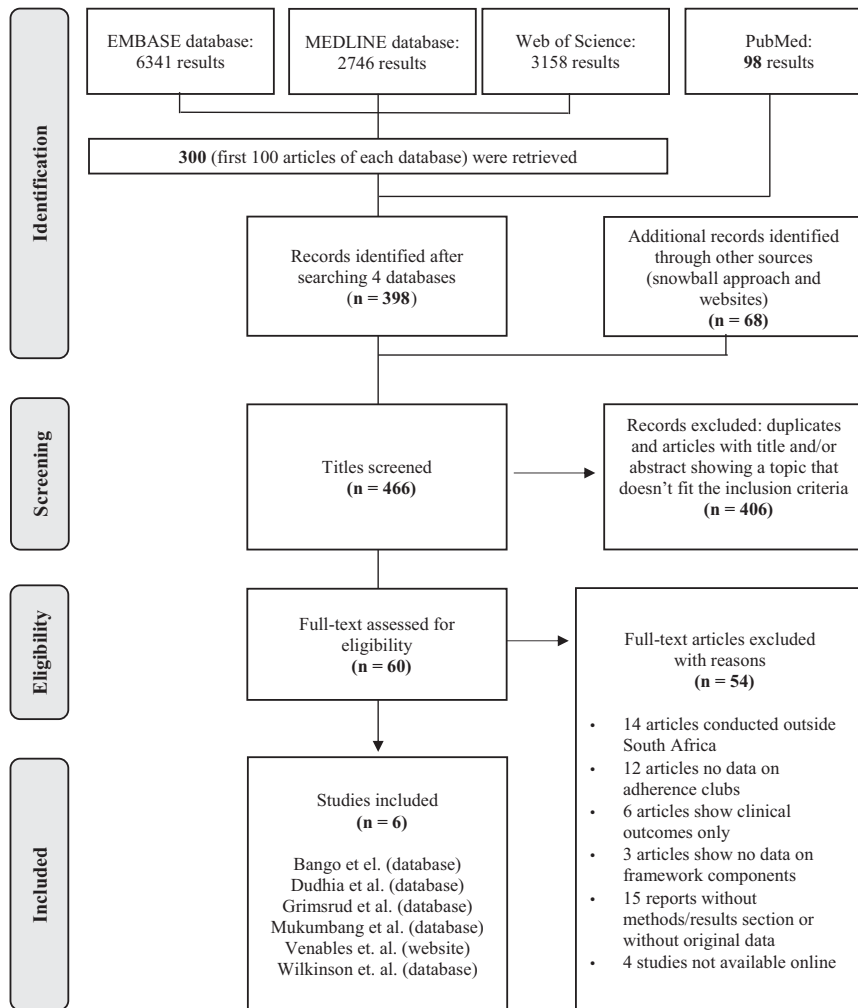 Identification
EMBASE database:
6341 results
MEDLINE database:
2746 results
Web of Science:
3158 results
PubMed:
98 results
300 (first 100 articles of each database) were retrieved
Records identified after
searching 4 databases
(n = 398)
Additional records identified
through other sources
(snowball approach and
websites)
(n = 68)
Screening
Titles screened
(n = 466)
Records excluded: duplicates
and articles with title and/or
abstract showing a topic that
doesn't fit the inclusion criteria
(n = 406)
Eligibility
Full-text assessed for
eligibility
(n = 60)
Full-text articles excluded
with reasons
(n = 54)
• 14 articles conducted outside
South Africa
• 12 articles no data on
adherence clubs
• 6 articles show clinical
outcomes only
• 3 articles show no data on
framework components
• 15 reports without
methods/results section or
without original data
• 4 studies not available online
Included
Studies included
(n = 6)
Bango et el. (database)
Dudhia et al. (database)
Grimsrud et al. (database)
Mukumbang et al. (database)
Venables et. al. (website)
Wilkinson et. al. (database)